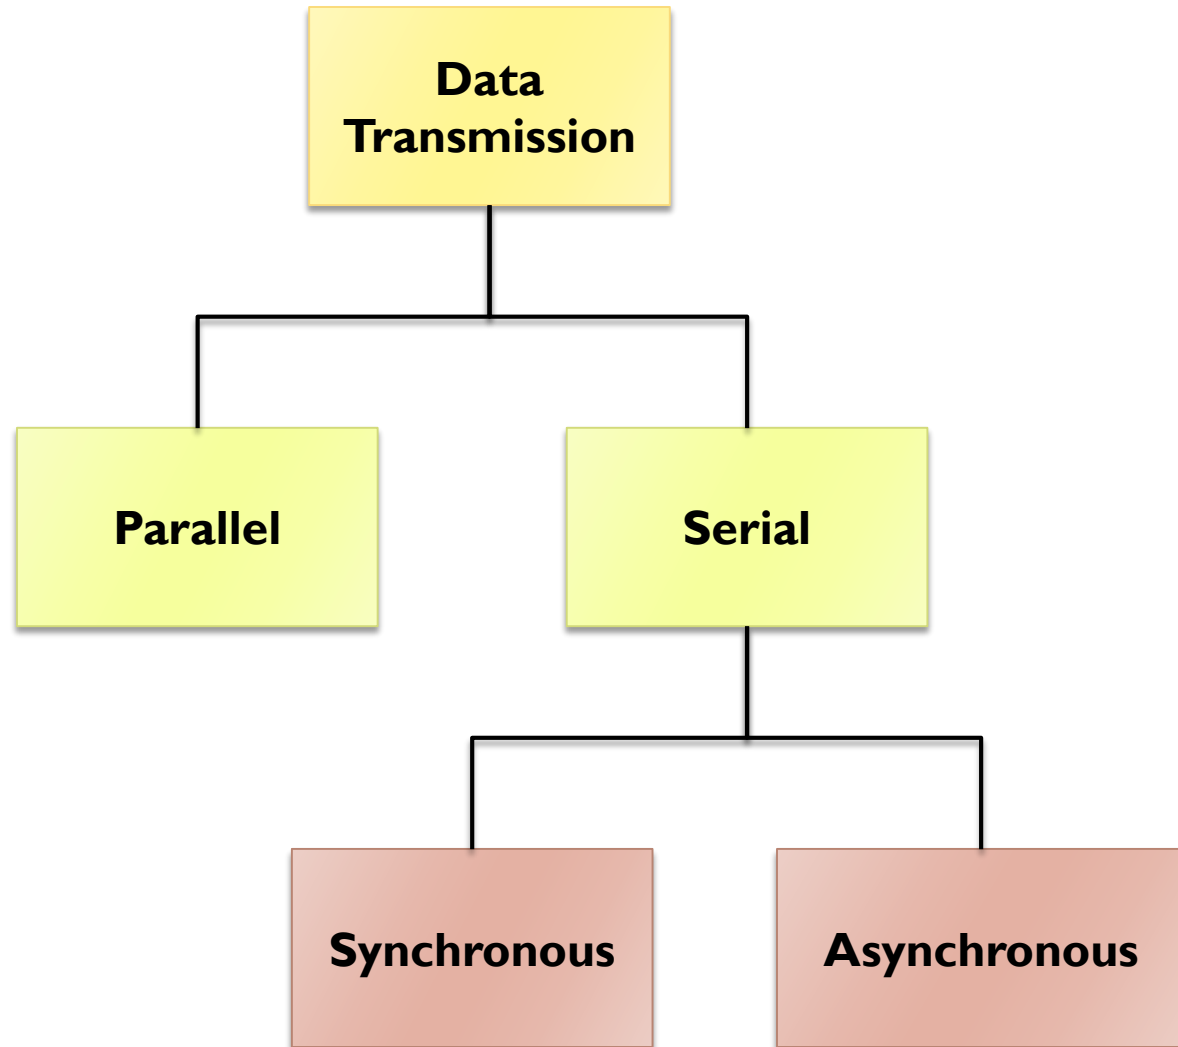 Data
Transmission
Parallel
Serial
Synchronous
Asynchronous